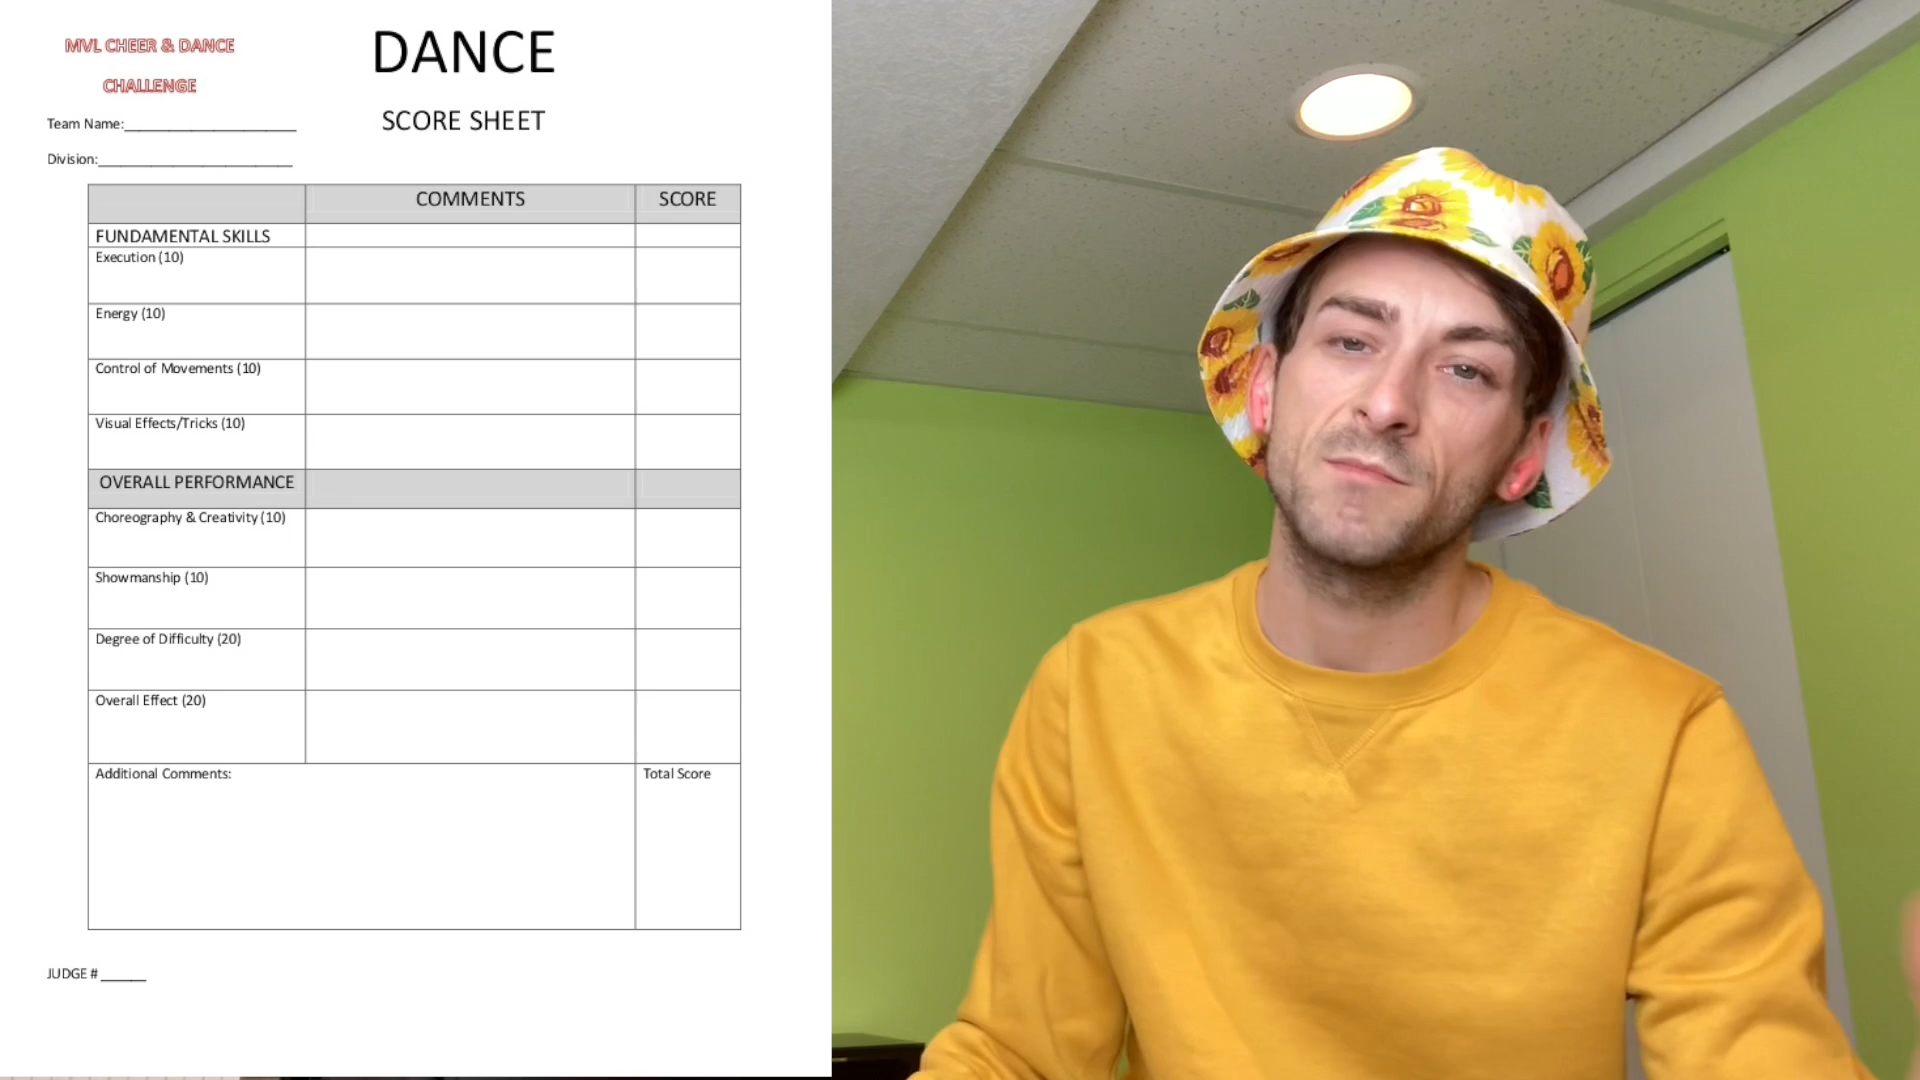 MVL CHEER & DANCE
CHALLENGE
DANCE
SCORE SHEET
Team Name:
Division:
COMMENTS SCORE
FUNDAMENTAL SKILLS
Execution (10)
Energy (10)
Control of Movements (10)
Visual Effects/Tricks (10)
OVERALL PERFORMANCE
Choreography & Creativity (10)
Showmanship (10)
Degree of Difficulty (20)
Overall Effect (20)
Additional Comments: Total Score
JUDGE #